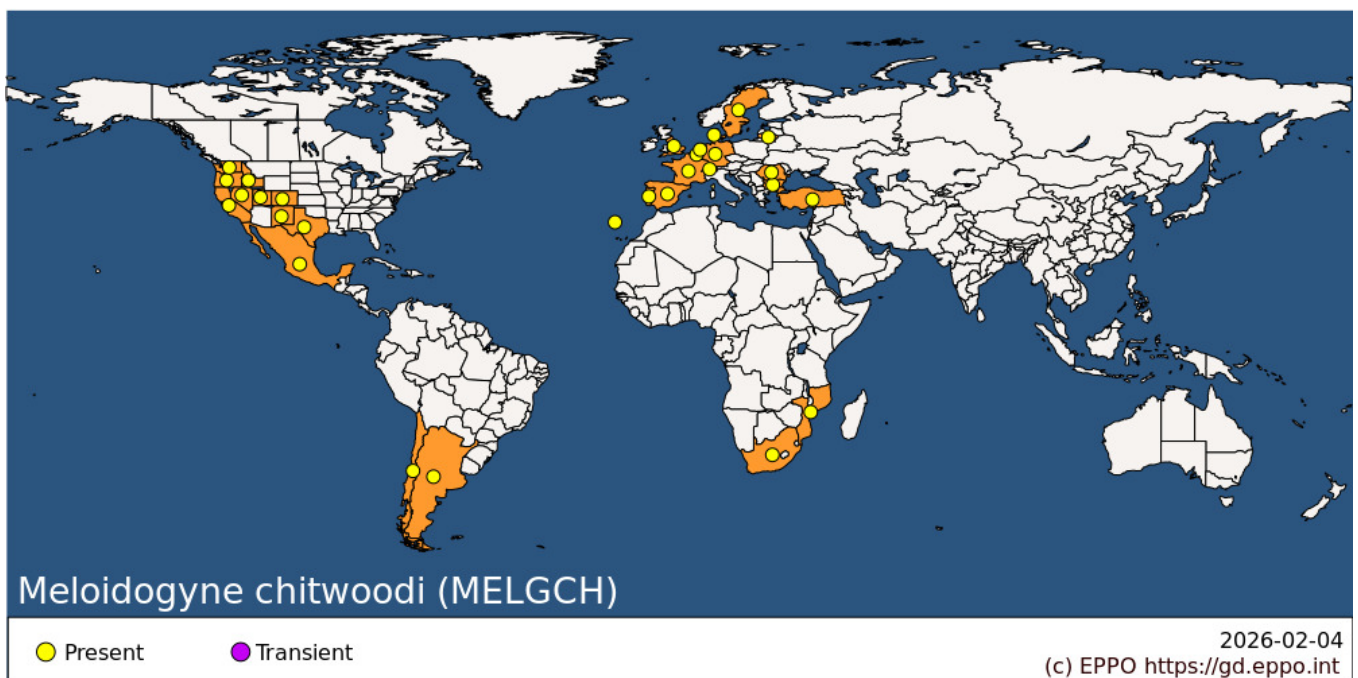 Meloidogyne chitwoodi (MELGCH)
Present
Transient
2026-02-04
(c) EPPO https://gd.eppo.int